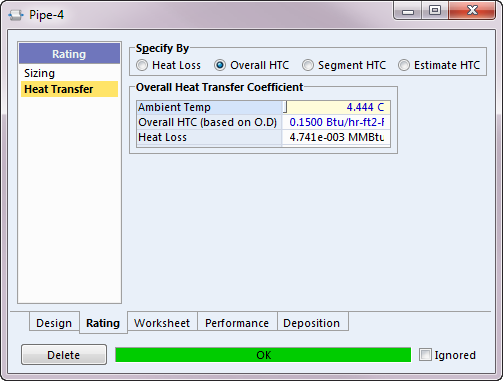 Pipe-4
Rating
Sizing
Heat Transfer
Specify By
Heat Loss Overall HTC Segment HTC Estimate HTC
Overall Heat Transfer Coefficient
Ambient Temp 4.444 C
Overall HTC (based on O.D) 0.1500 Btu/hr-ft2-F
Heat Loss 4.741e-003 MMBtu
Design Rating Worksheet Performance Deposition
Delete OK Ignored